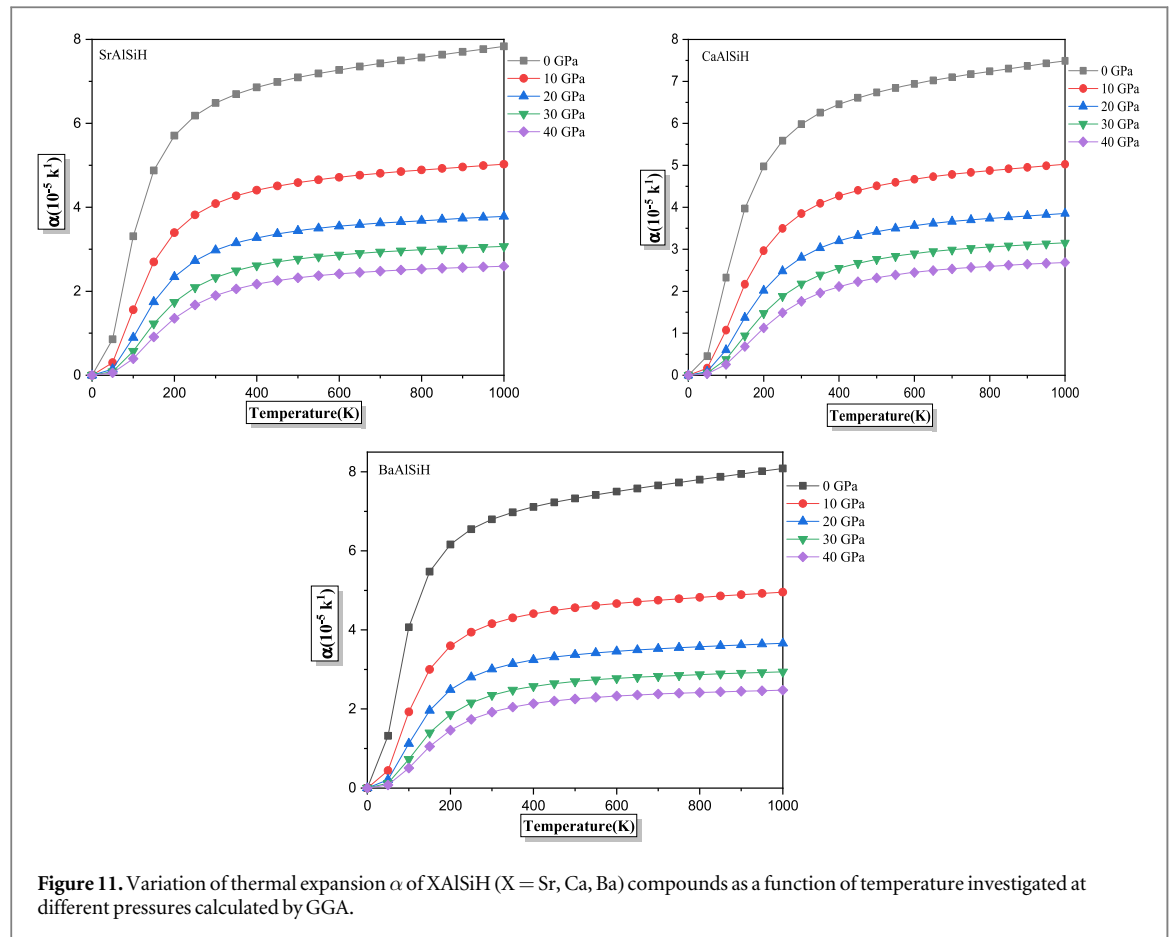 SrAlSiH
α(10⁻⁵ k¹)
8
6
4
2
0
0 200 400 600 800 1000
Temperature(K)
0 GPa
10 GPa
20 GPa
30 GPa
40 GPa
CaAlSiH
α(10⁻⁵ k¹)
8
7
6
5
4
3
2
1
0
0 200 400 600 800 1000
Temperature(K)
0 GPa
10 GPa
20 GPa
30 GPa
40 GPa
BaAlSiH
α(10⁻⁵ k¹)
8
6
4
2
0
0 200 400 600 800 1000
Temperature(K)
0 GPa
10 GPa
20 GPa
30 GPa
40 GPa
Figure 11. Variation of thermal expansion α of XAlSiH (X = Sr, Ca, Ba) compounds as a function of temperature investigated at
different pressures calculated by GGA.